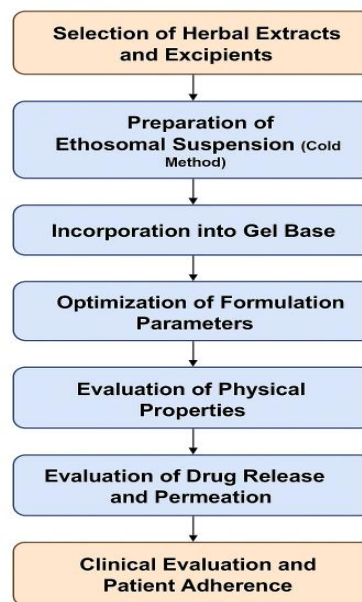 Selection of Herbal Extracts
and Excipients
Preparation of
Ethosomal Suspension (Cold
Method)
Incorporation into Gel Base
Optimization of Formulation
Parameters
Evaluation of Physical
Properties
Evaluation of Drug Release
and Permeation
Clinical Evaluation and
Patient Adherence